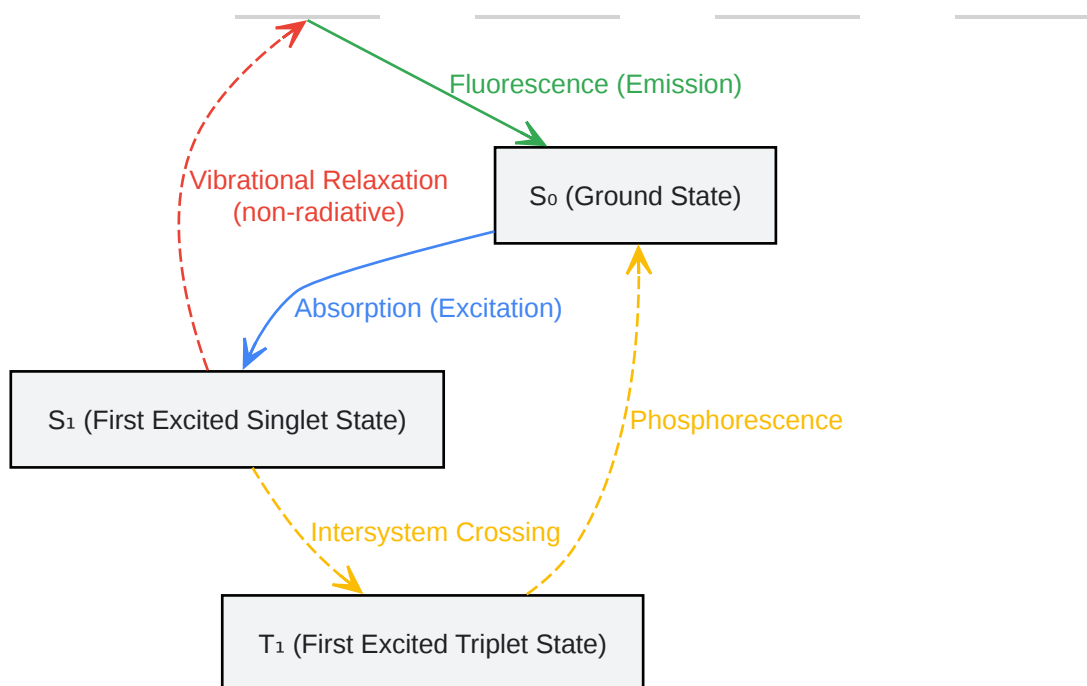 Fluorescence (Emission)
Vibrational Relaxation
(non-radiative)
S₀ (Ground State)
Absorption (Excitation)
S₁ (First Excited Singlet State)
Phosphorescence
Intersystem Crossing
T₁ (First Excited Triplet State)